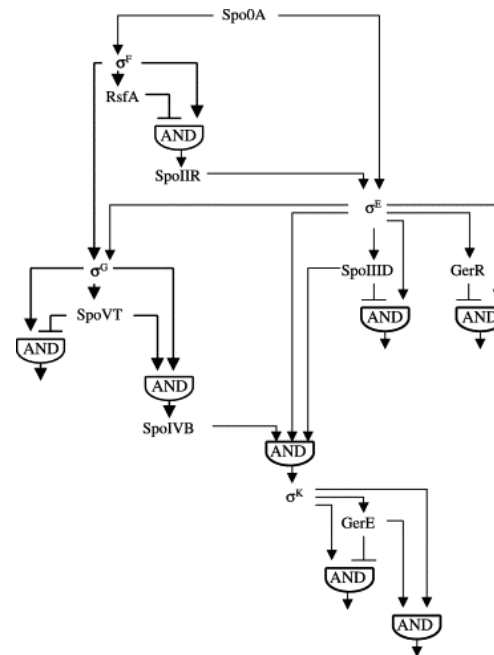 Spo0A
σF
RsfA
AND
SpoIIR
σE
σG
SpoIIID
GerR
SpoVT
AND
AND
AND
AND
SpoIVB
AND
σK
GerE
AND
AND